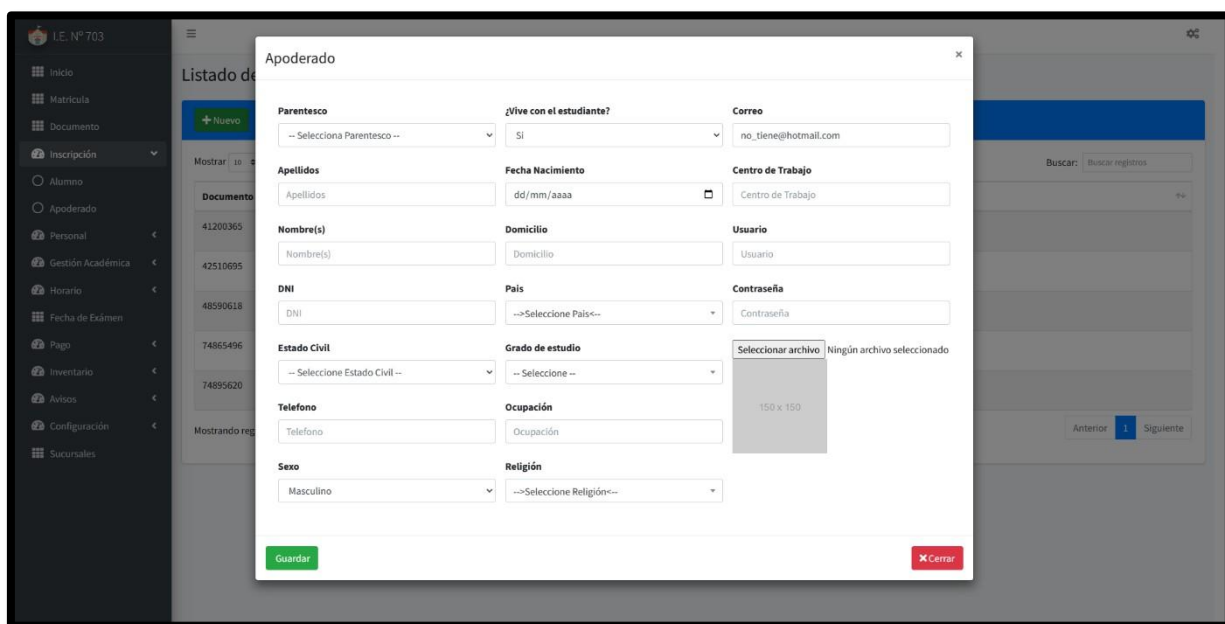 I.E. Nº 703
Inicio
Matricula
Documento
Inscripción
Alumno
Apoderado
Personal
Gestión Académica
Horario
Fecha de Exámen
Pago
Inventario
Avisos
Configuración
Sucursales
Listado de
Nuevo
Mostrar 10
Buscar: Buscar registros
Documento
41200365
42510695
48590618
74865496
74895620
Mostrando reg
Anterior 1 Siguiente
Apoderado ×
Parentesco
-- Selecciona Parentesco --
Apellidos
Apellidos
Nombre(s)
Nombre(s)
DNI
DNI
Estado Civil
-- Seleccione Estado Civil --
Telefono
Telefono
Sexo
Masculino
¿Vive con el estudiante?
Si
Fecha Nacimiento
dd/mm/aaaa
Domicilio
Domicilio
Pais
-->Seleccione Pais<--
Grado de estudio
-- Seleccione --
Ocupación
Ocupación
Religión
-->Seleccione Religión<--
Correo
no_tiene@hotmail.com
Centro de Trabajo
Centro de Trabajo
Usuario
Usuario
Contraseña
Contraseña
Seleccionar archivo Ningún archivo seleccionado
150 x 150
Guardar
Cerrar